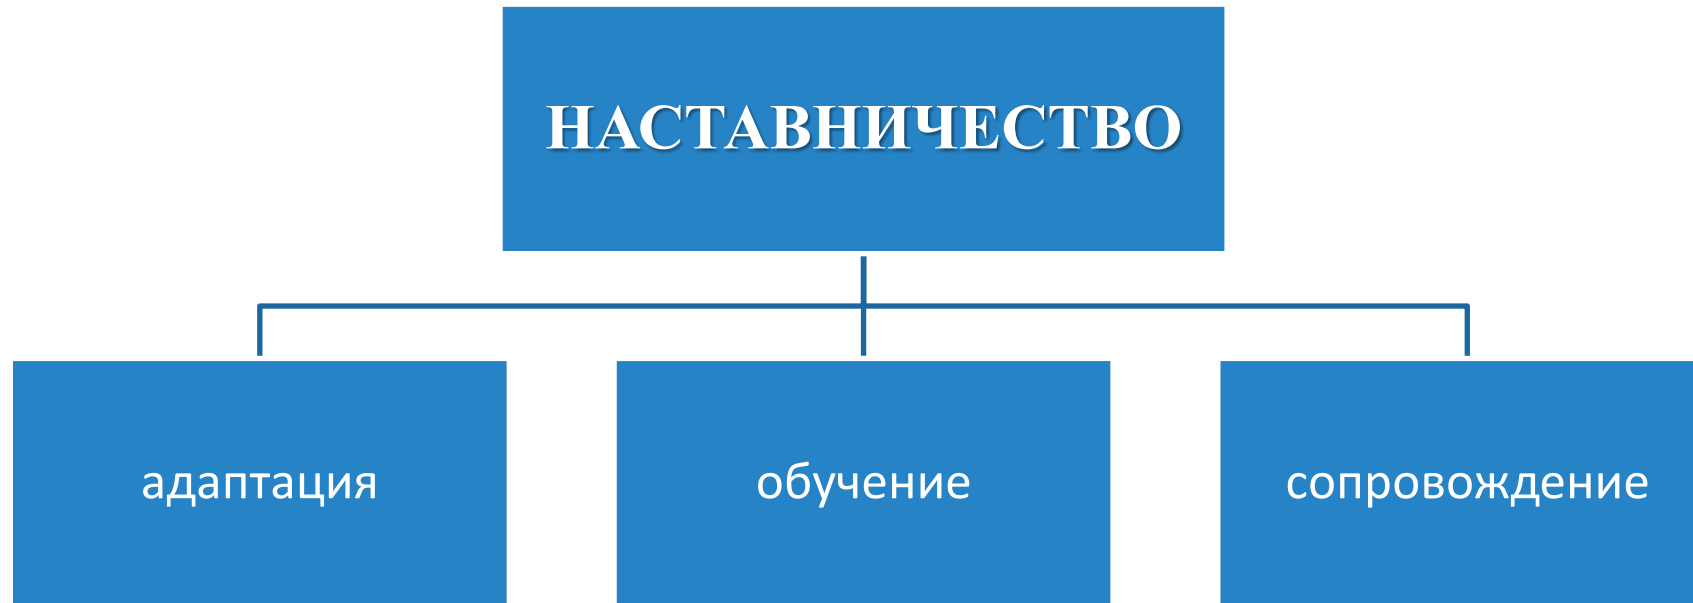 НАСТАВНИЧЕСТВО
адаптация
обучение
сопровождение